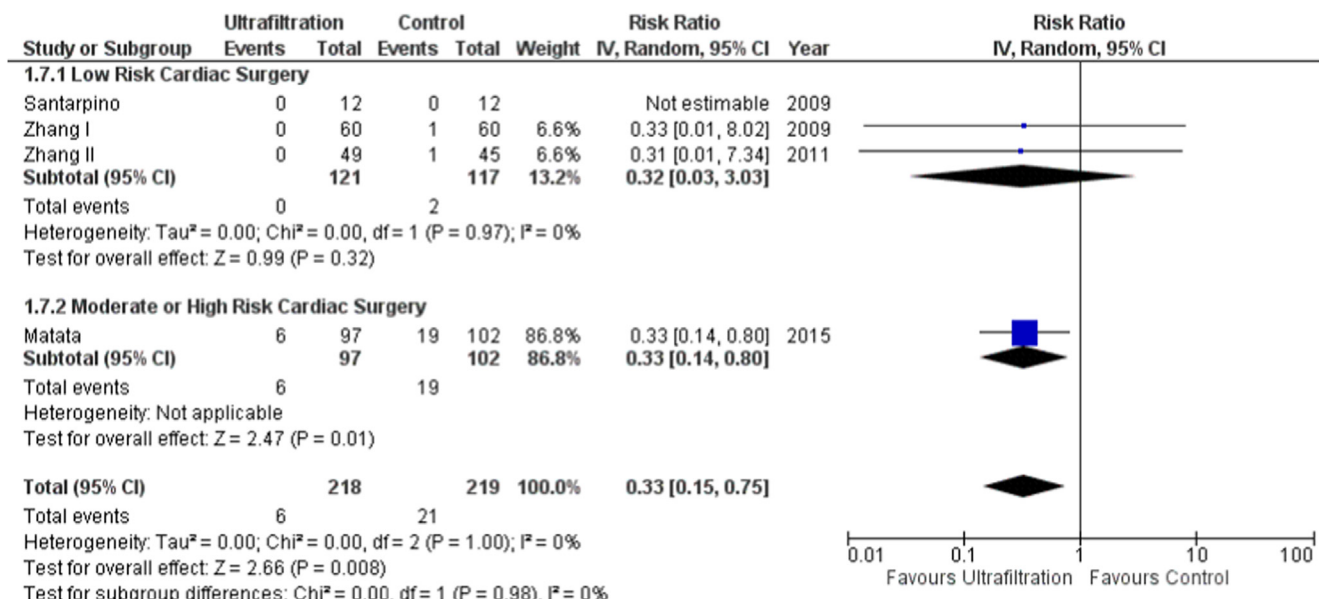 Ultrafiltration Control Risk Ratio Risk Ratio
Study or Subgroup Events Total Events Total Weight IV, Random, 95% CI Year IV, Random, 95% CI
1.7.1 Low Risk Cardiac Surgery
Santarpino 0 12 0 12 Not estimable 2009
Zhang I 0 60 1 60 6.6% 0.33 [0.01, 8.02] 2009
Zhang II 0 49 1 45 6.6% 0.31 [0.01, 7.34] 2011
Subtotal (95% CI) 121 117 13.2% 0.32 [0.03, 3.03]
Total events 0 2
Heterogeneity: Tau² = 0.00; Chi² = 0.00, df = 1 (P = 0.97); I² = 0%
Test for overall effect: Z = 0.99 (P = 0.32)
1.7.2 Moderate or High Risk Cardiac Surgery
Matata 6 97 19 102 86.8% 0.33 [0.14, 0.80] 2015
Subtotal (95% CI) 97 102 86.8% 0.33 [0.14, 0.80]
Total events 6 19
Heterogeneity: Not applicable
Test for overall effect: Z = 2.47 (P = 0.01)
Total (95% CI) 218 219 100.0% 0.33 [0.15, 0.75]
Total events 6 21
Heterogeneity: Tau² = 0.00; Chi² = 0.00, df = 2 (P = 1.00); I² = 0%
Test for overall effect: Z = 2.66 (P = 0.008)
Test for subgroup differences: Chi² = 0.00, df = 1 (P = 0.98), I² = 0%
0.01 0.1 1 10 100
Favours Ultrafiltration Favours Control